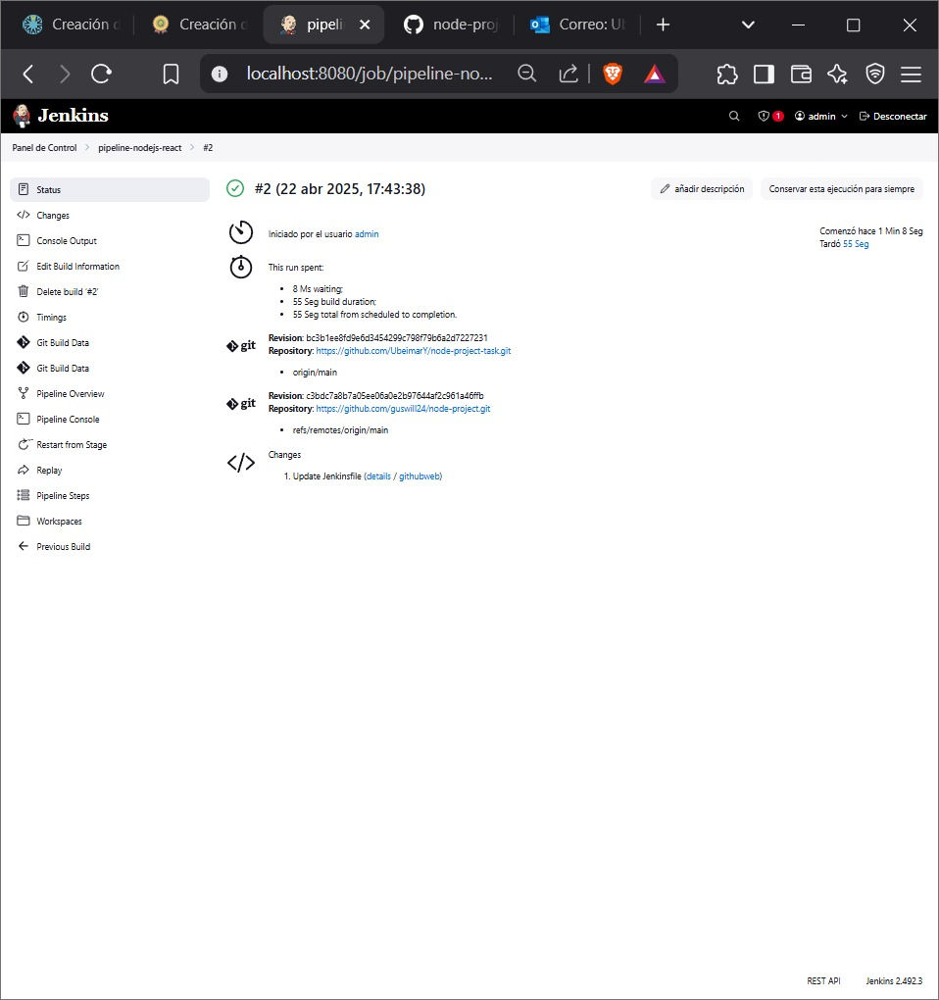 Creación d
Creación d
pipeli
node-proj
Correo: Ub
localhost:8080/job/pipeline-no...
Jenkins
1
admin
Desconectar
Panel de Control
pipeline-nodejs-react
#2
Status
Changes
Console Output
Edit Build Information
Delete build '#2'
Timings
Git Build Data
Git Build Data
Pipeline Overview
Pipeline Console
Restart from Stage
Replay
Pipeline Steps
Workspaces
Previous Build
#2 (22 abr 2025, 17:43:38)
añadir descripción
Conservar esta ejecución para siempre
Iniciado por el usuario admin
Comenzó hace 1 Min 8 Seg
Tardó 55 Seg
This run spent:
8 Ms waiting;
55 Seg build duration;
55 Seg total from scheduled to completion.
git
Revision: bc3b1ee8fd9e6d3454299c798f79b6a2d7227231
Repository: https://github.com/UbeimarY/node-project-task.git
origin/main
git
Revision: c3bdc7a8b7a05ee06a0e2b97644af2c961a46ffb
Repository: https://github.com/guswill24/node-project.git
refs/remotes/origin/main
Changes
1. Update Jenkinsfile (details / githubweb)
REST API
Jenkins 2.492.3